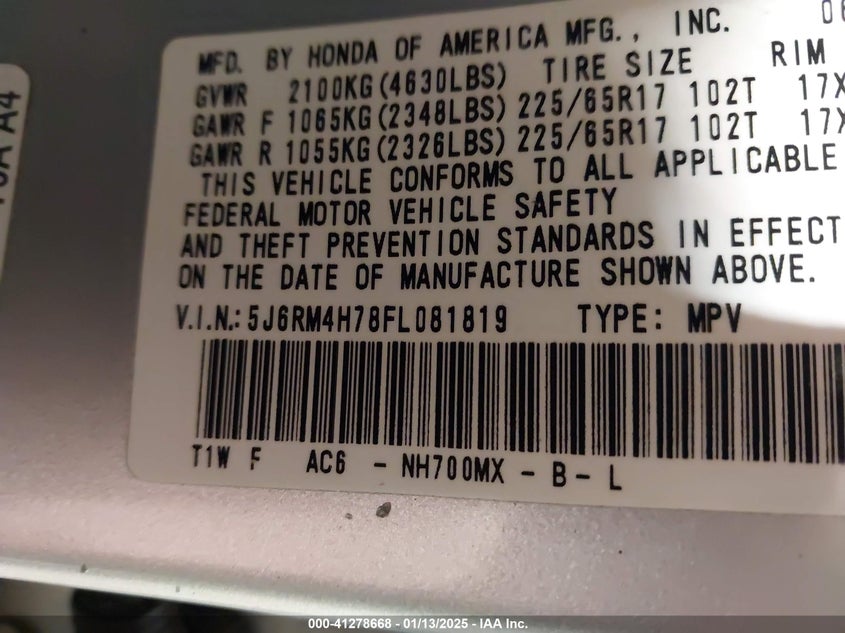 MFD. BY HONDA OF AMERICA MFG., INC. 06
GVWR 2100KG(4630LBS) TIRE SIZE RIM
GAWR F 1065KG(2348LBS) 225/65R17 102T 17X
GAWR R 1055KG(2326LBS) 225/65R17 102T 17X
THIS VEHICLE CONFORMS TO ALL APPLICABLE
FEDERAL MOTOR VEHICLE SAFETY
AND THEFT PREVENTION STANDARDS IN EFFECT
ON THE DATE OF MANUFACTURE SHOWN ABOVE.
V.I.N.: 5J6RM4H78FL081819 TYPE: MPV
T1W F AC6 - NH700MX - B - L
000-41278668 - 01/13/2025 - IAA Inc.